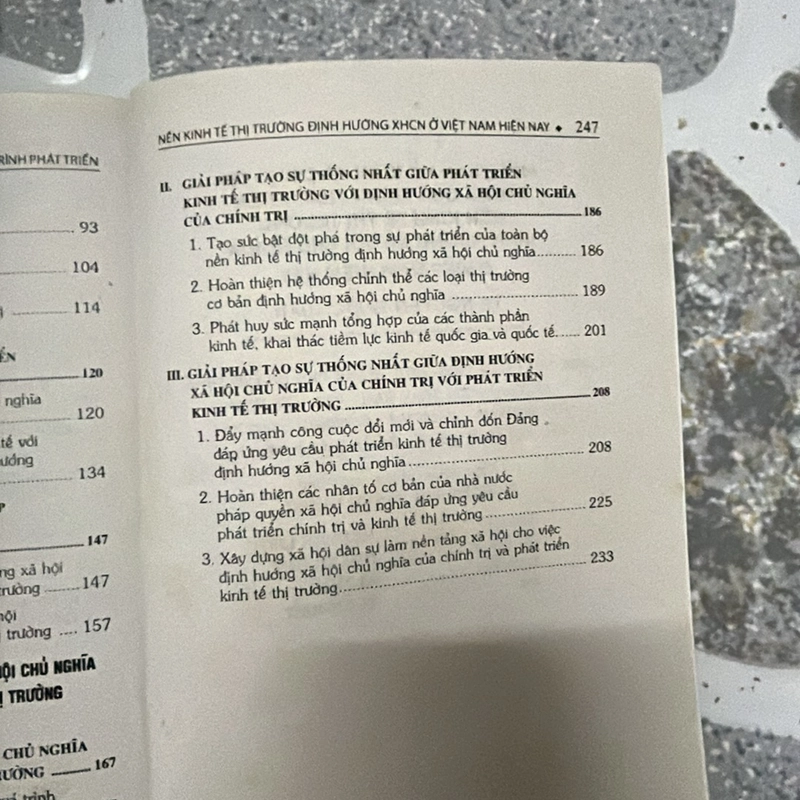 RÌNH PHÁT TRIỂN
93
104
114
120
nghĩa
120
tế với
134
147
ng xã hội
147
trường .... 157
CHỦ NGHĨA
TRƯỜNG
CHỦ NGHĨA
167
NỀN KINH TẾ THỊ TRƯỜNG ĐỊNH HƯỚNG XHCN Ở VIỆT NAM HIỆN NAY ◆ 247
II. GIẢI PHÁP TẠO SỰ THỐNG NHẤT GIỮA PHÁT TRIỂN
KINH TẾ THỊ TRƯỜNG VỚI ĐỊNH HƯỚNG XÃ HỘI CHỦ NGHĨA
CỦA CHÍNH TRỊ ........ 186
1. Tạo sức bật đột phá trong sự phát triển của toàn bộ
nền kinh tế thị trường định hướng xã hội chủ nghĩa.......... 186
2. Hoàn thiện hệ thống chỉnh thể các loại thị trường
cơ bản định hướng xã hội chủ nghĩa ........ 189
3. Phát huy sức mạnh tổng hợp của các thành phần
kinh tế, khai thác tiềm lực kinh tế quốc gia và quốc tế...... 201
III. GIẢI PHÁP TẠO SỰ THỐNG NHẤT GIỮA ĐỊNH HƯỚNG
XÃ HỘI CHỦ NGHĨA CỦA CHÍNH TRỊ VỚI PHÁT TRIỂN
KINH TẾ THỊ TRƯỜNG ........ 208
1. Đẩy mạnh công cuộc đổi mới và chỉnh đốn Đảng
đáp ứng yêu cầu phát triển kinh tế thị trường
định hướng xã hội chủ nghĩa ........ 208
2. Hoàn thiện các nhân tố cơ bản của nhà nước
pháp quyền xã hội chủ nghĩa đáp ứng yêu cầu
phát triển chính trị và kinh tế thị trường ........ 225
3. Xây dựng xã hội dân sự làm nền tảng xã hội cho việc
định hướng xã hội chủ nghĩa của chính trị và phát triển
kinh tế thị trường ........ 233